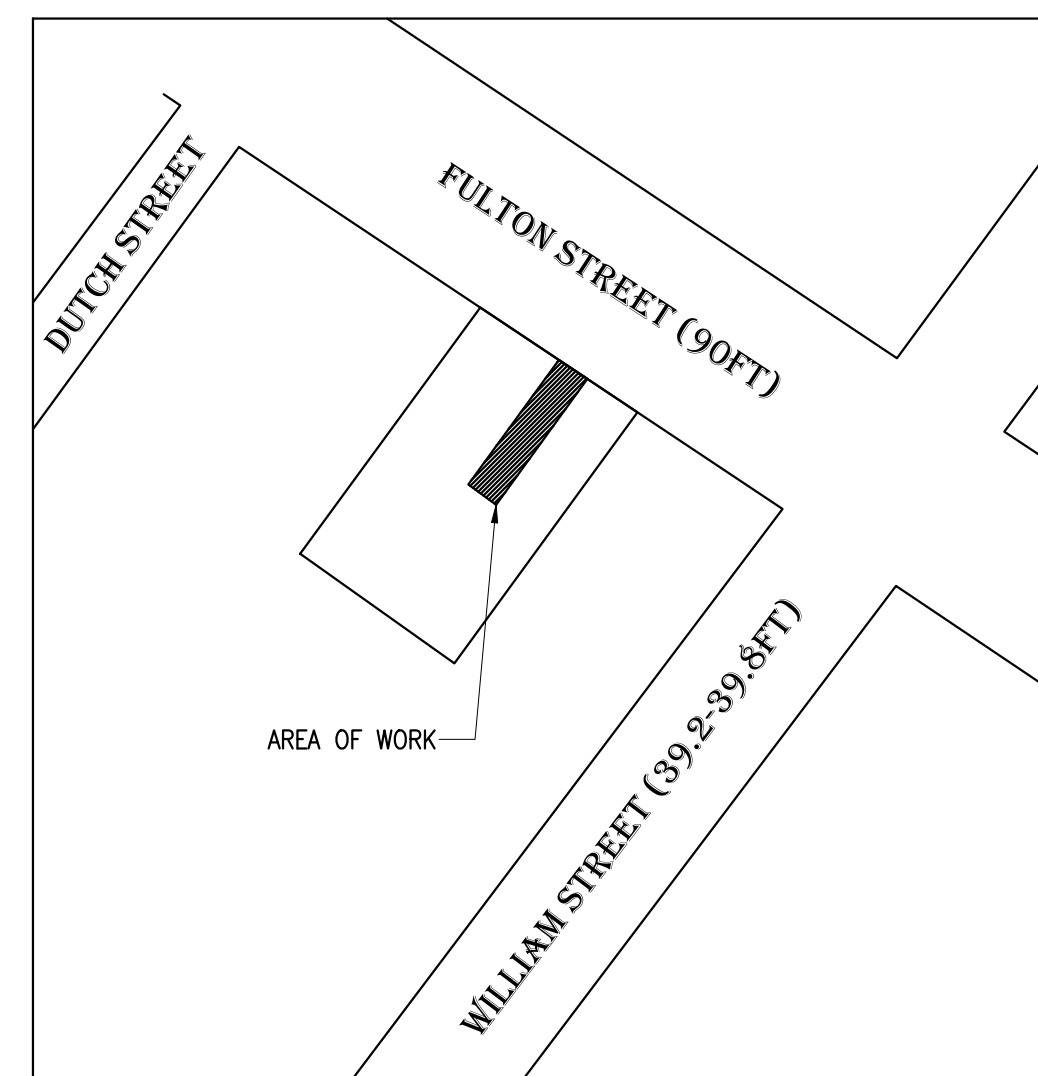 DUTCH STREET
FULTON STREET (90FT)
AREA OF WORK
WILLIAM STREET (39.2-39.8FT)